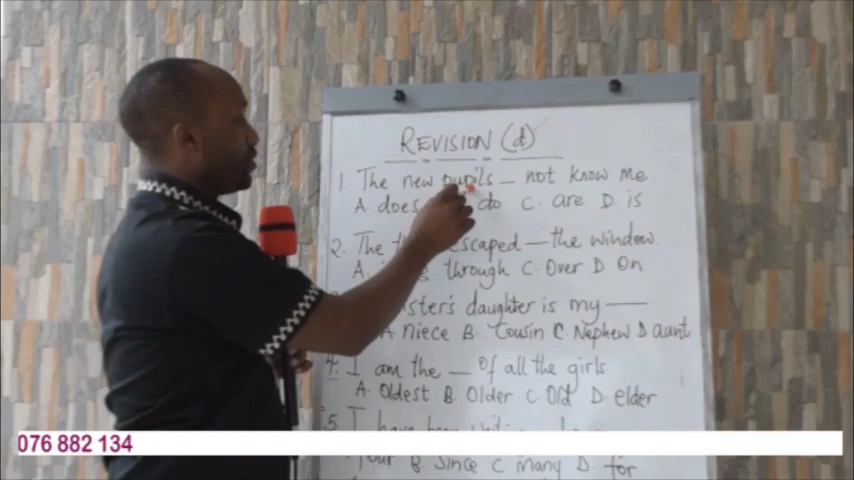 REVISION (d)
1. The new pupils _ not know me.
A. does do C. are D. is
2. The escaped — the window.
A. through C. Over D On
daughter is my ——
A niece B. Cousin C. Nephew D aunt
4. I am the __ of all the girls
A. Oldest B. Older C. Old D. elder
5. I have been
076 882 134
B. Since C. many D. for